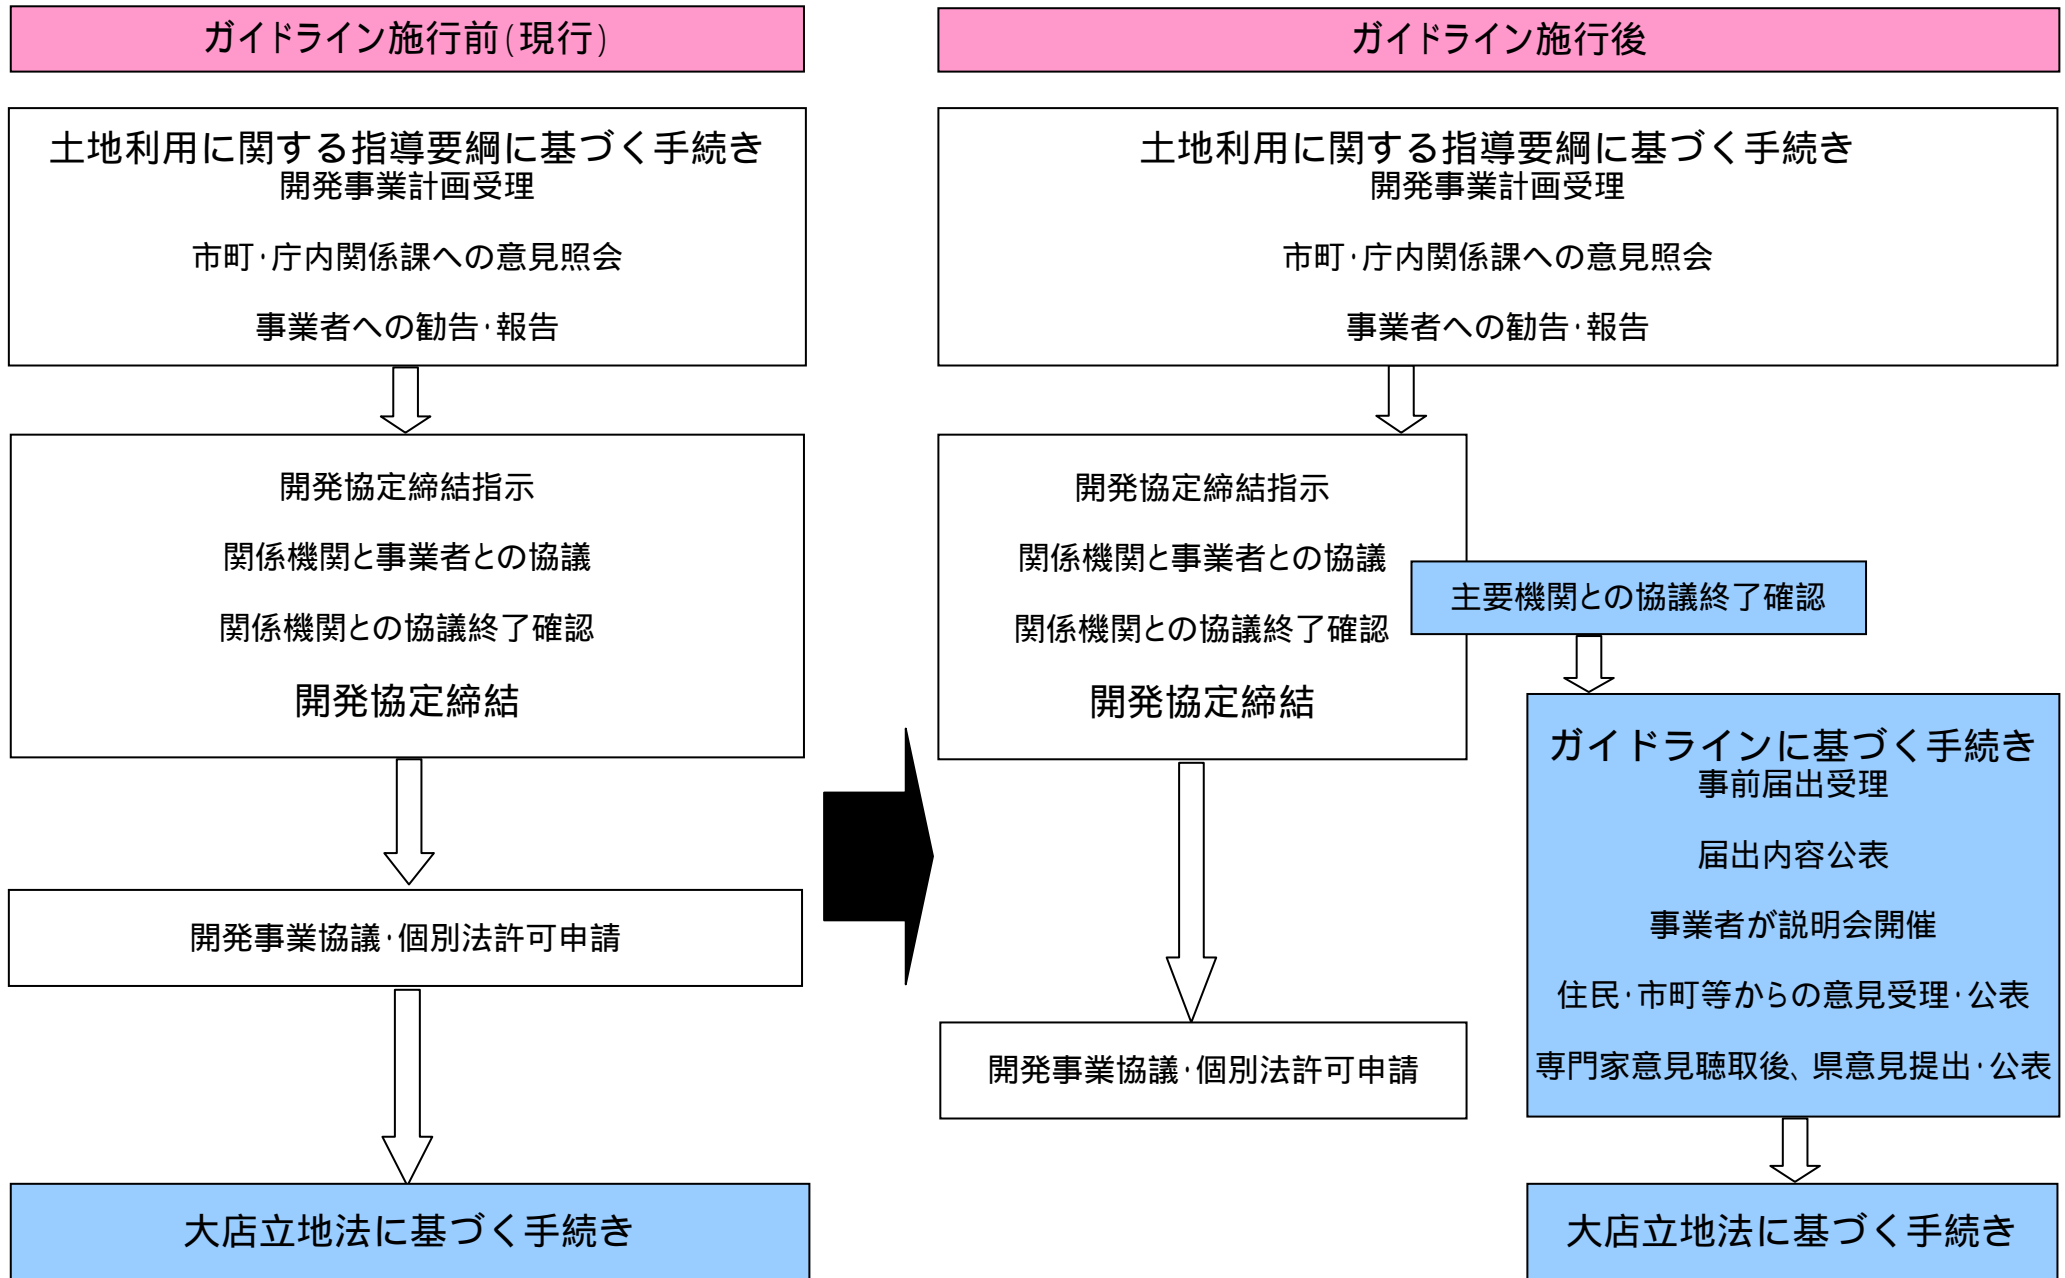 ガイドライン施行前(現行)
土地利用に関する指導要綱に基づく手続き
開発事業計画受理
市町・庁内関係課への意見照会
事業者への勧告・報告
開発協定締結指示
関係機関と事業者との協議
関係機関との協議終了確認
開発協定締結
開発事業協議・個別法許可申請
大店立地法に基づく手続き
ガイドライン施行後
土地利用に関する指導要綱に基づく手続き
開発事業計画受理
市町・庁内関係課への意見照会
事業者への勧告・報告
開発協定締結指示
関係機関と事業者との協議
関係機関との協議終了確認
開発協定締結
開発事業協議・個別法許可申請
主要機関との協議終了確認
ガイドラインに基づく手続き
事前届出受理
届出内容公表
事業者が説明会開催
住民・市町等からの意見受理・公表
専門家意見聴取後、県意見提出・公表
大店立地法に基づく手続き